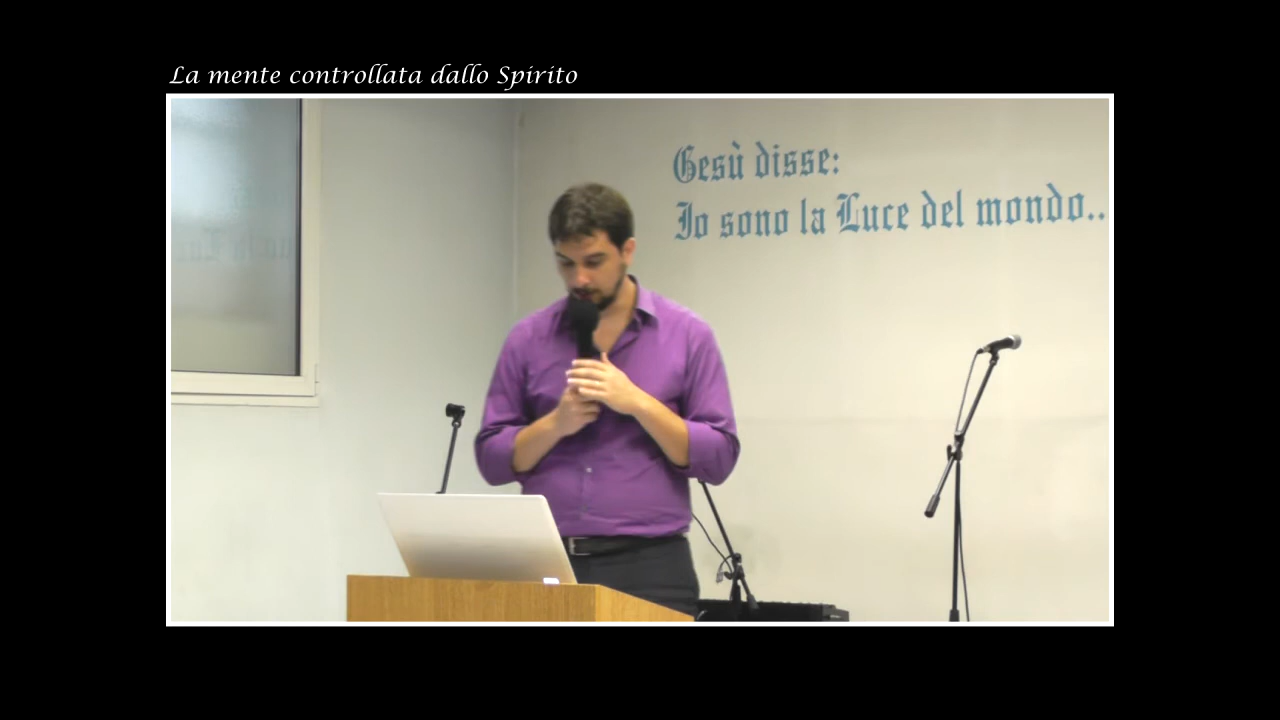 La mente controllata dallo Spirito
Gesù disse:
Io sono la Luce del mondo..